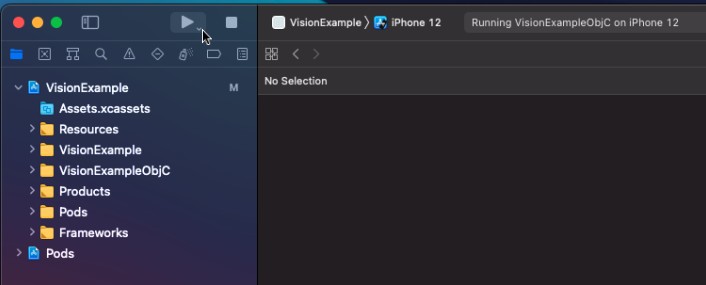 VisionExample iPhone 12
Running VisionExampleObjC on iPhone 12
No Selection
VisionExample M
Assets.xcassets
Resources
VisionExample
VisionExampleObjC
Products
Pods
Frameworks
Pods